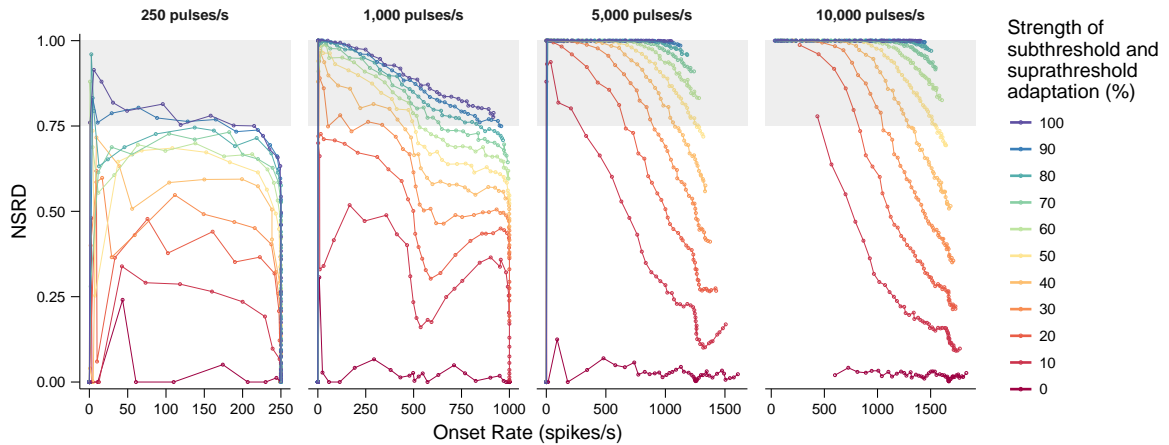 250 pulses/s
1,000 pulses/s
5,000 pulses/s
10,000 pulses/s
NSRD
1.00
0.75
0.50
0.25
0.00
0 50 100 150 200 250
0 250 500 750 1000
0 500 1000 1500
0 500 1000 1500
Onset Rate (spikes/s)
Strength of
subthreshold and
suprathreshold
adaptation (%)
100
90
80
70
60
50
40
30
20
10
0